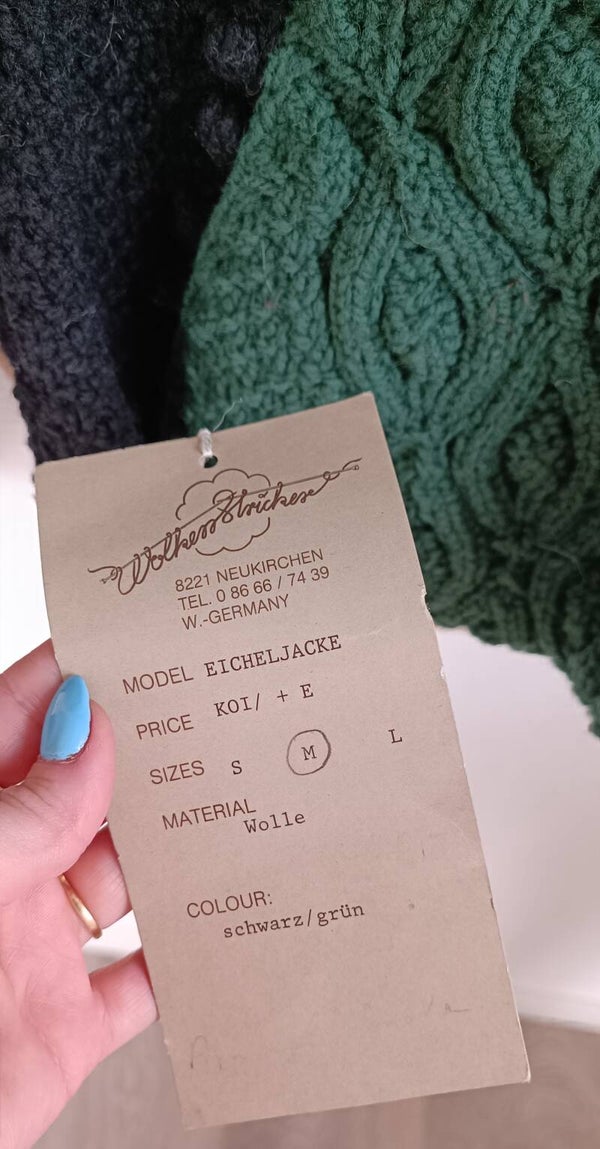 WolkenStricker
8221 NEUKIRCHEN
TEL. 0 86 66 / 74 39
W.-GERMANY
MODEL EICHELJACKE
PRICE KOI/ + E
SIZES S M L
MATERIAL
Wolle
COLOUR:
schwarz/grün